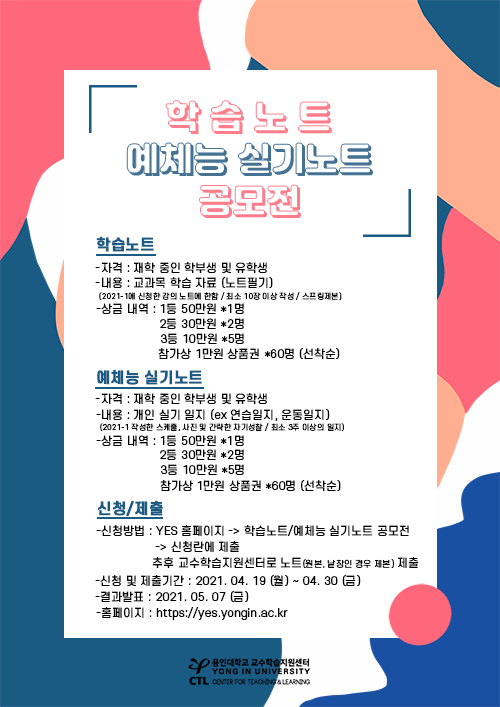 학습노트
예체능 실기노트
공모전
학습노트
-자격 : 재학 중인 학부생 및 유학생
-내용 : 교과목 학습 자료 (노트필기)
(2021-1에 신청한 강의 노트에 한함 / 최소 10장 이상 작성 / 스프링제본)
-상금 내역 : 1등 50만원 *1명
2등 30만원 *2명
3등 10만원 *5명
참가상 1만원 상품권 *60명 (선착순)
예체능 실기노트
-자격 : 재학 중인 학부생 및 유학생
-내용 : 개인 실기 일지 (ex 연습일지, 운동일지)
(2021-1 작성한 스케줄, 사진 및 간략한 자기성찰 / 최소 3주 이상의 일지)
-상금 내역 : 1등 50만원 *1명
2등 30만원 *2명
3등 10만원 *5명
참가상 1만원 상품권 *60명 (선착순)
신청/제출
-신청방법 : YES 홈페이지 -> 학습노트/예체능 실기노트 공모전
-> 신청란에 제출
추후 교수학습지원센터로 노트(원본, 낱장인 경우 제본) 제출
-신청 및 제출기간 : 2021. 04. 19 (월) ~ 04. 30 (금)
-결과발표 : 2021. 05. 07 (금)
-홈페이지 : https://yes.yongin.ac.kr
용인대학교 교수학습지원센터
YONG IN UNIVERSITY
CTL CENTER FOR TEACHING & LEARNING